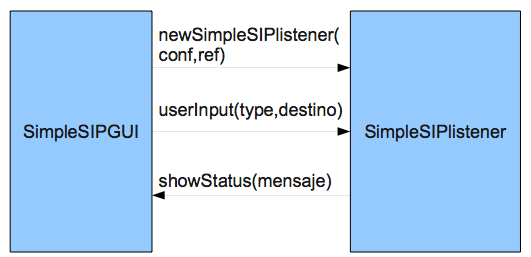 newSimpleSIPlistener(
conf,ref)
userInput(type,destino)
SimpleSIPGUI
SimpleSIPlistener
showStatus(mensaje)